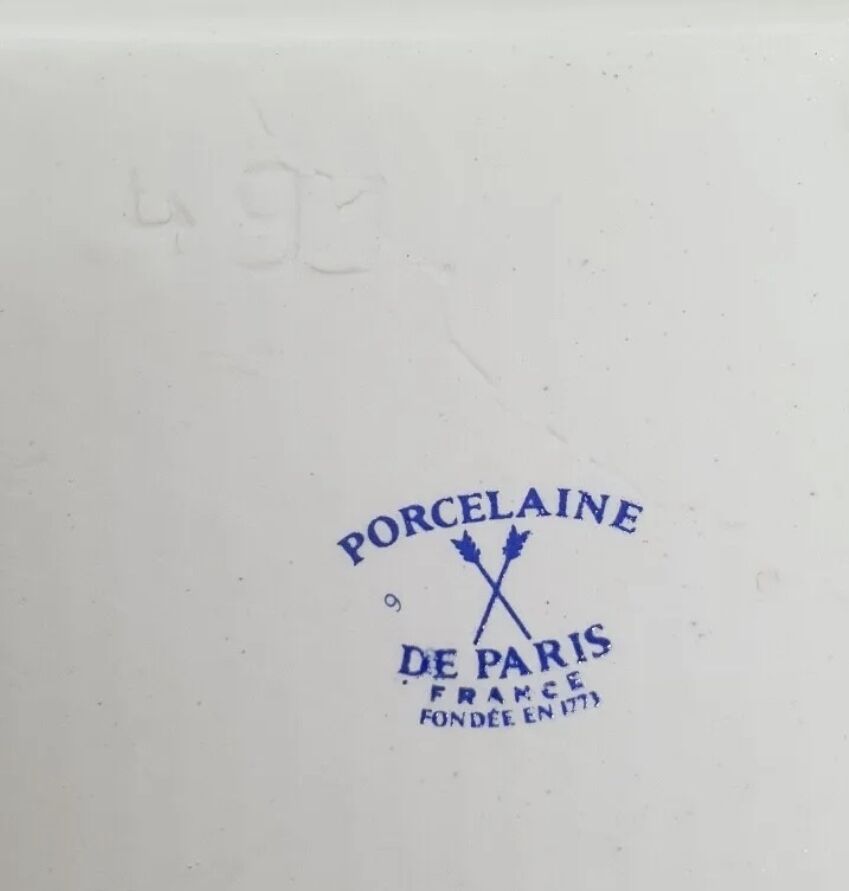 PORCELAINE
9
DE PARIS
FRANCE
FONDÉE EN 1773